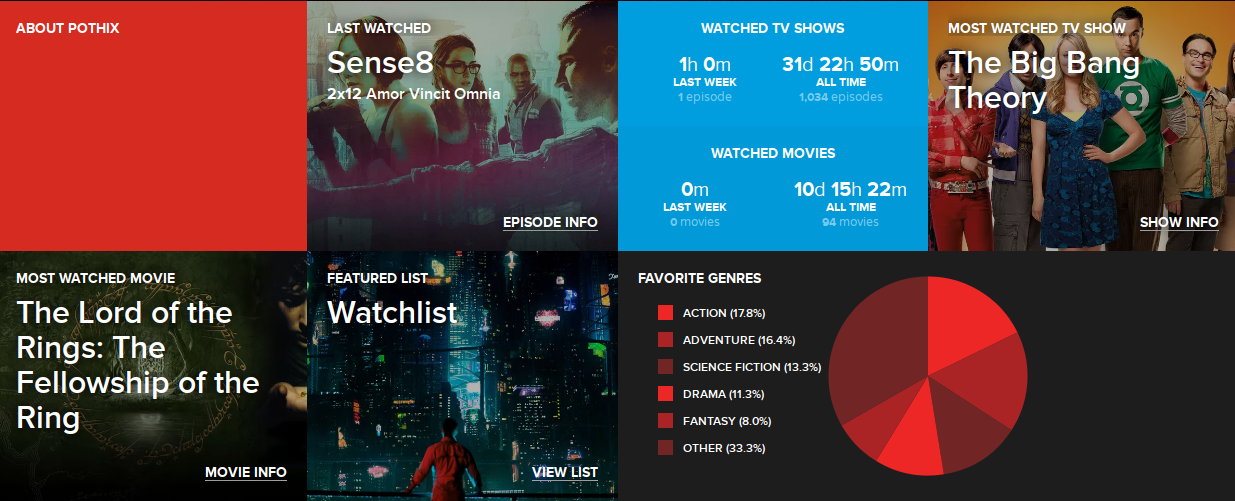 ABOUT POTHIX
LAST WATCHED
Sense8
2x12 Amor Vincit Omnia
EPISODE INFO
WATCHED TV SHOWS
1h 0m
LAST WEEK
1 episode
31d 22h 50m
ALL TIME
1,034 episodes
WATCHED MOVIES
0m
LAST WEEK
0 movies
10d 15h 22m
ALL TIME
94 movies
MOST WATCHED TV SHOW
The Big Bang
Theory
SHOW INFO
MOST WATCHED MOVIE
The Lord of the
Rings: The
Fellowship of the
Ring
MOVIE INFO
FEATURED LIST
Watchlist
VIEW LIST
FAVORITE GENRES
ACTION (17.8%)
ADVENTURE (16.4%)
SCIENCE FICTION (13.3%)
DRAMA (11.3%)
FANTASY (8.0%)
OTHER (33.3%)